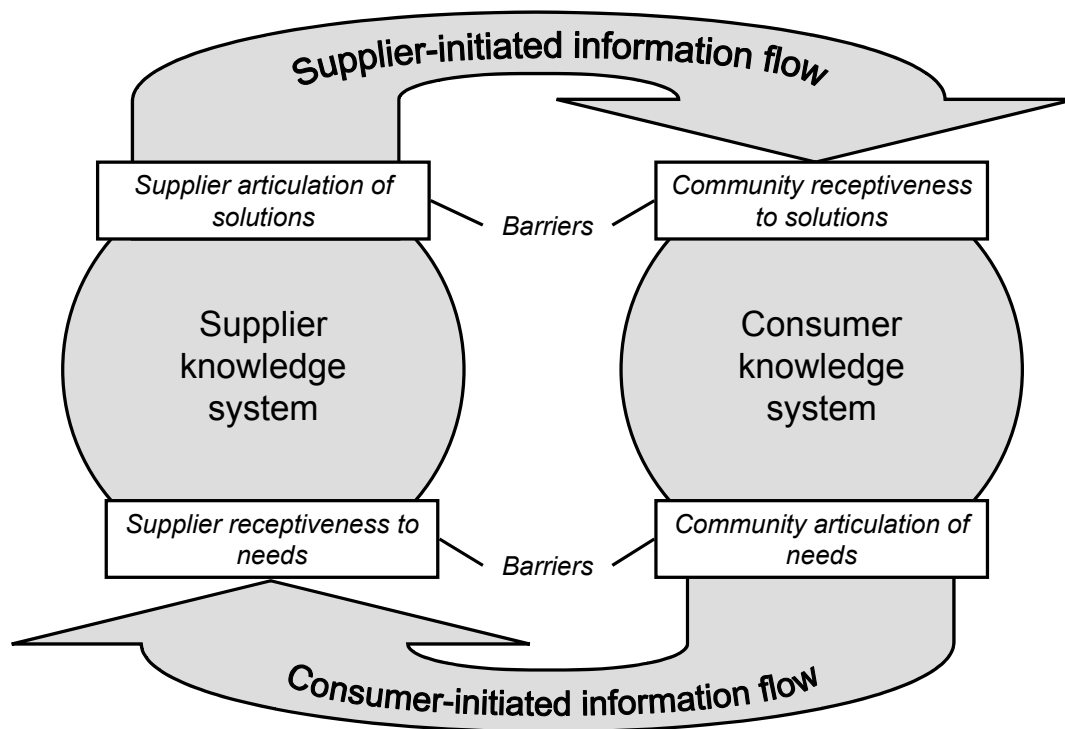 Supplier-initiated information flow
Supplier articulation of
solutions
Barriers
Community receptiveness
to solutions
Supplier
knowledge
system
Consumer
knowledge
system
Supplier receptiveness to
needs
Barriers
Community articulation of
needs
Consumer-initiated information flow